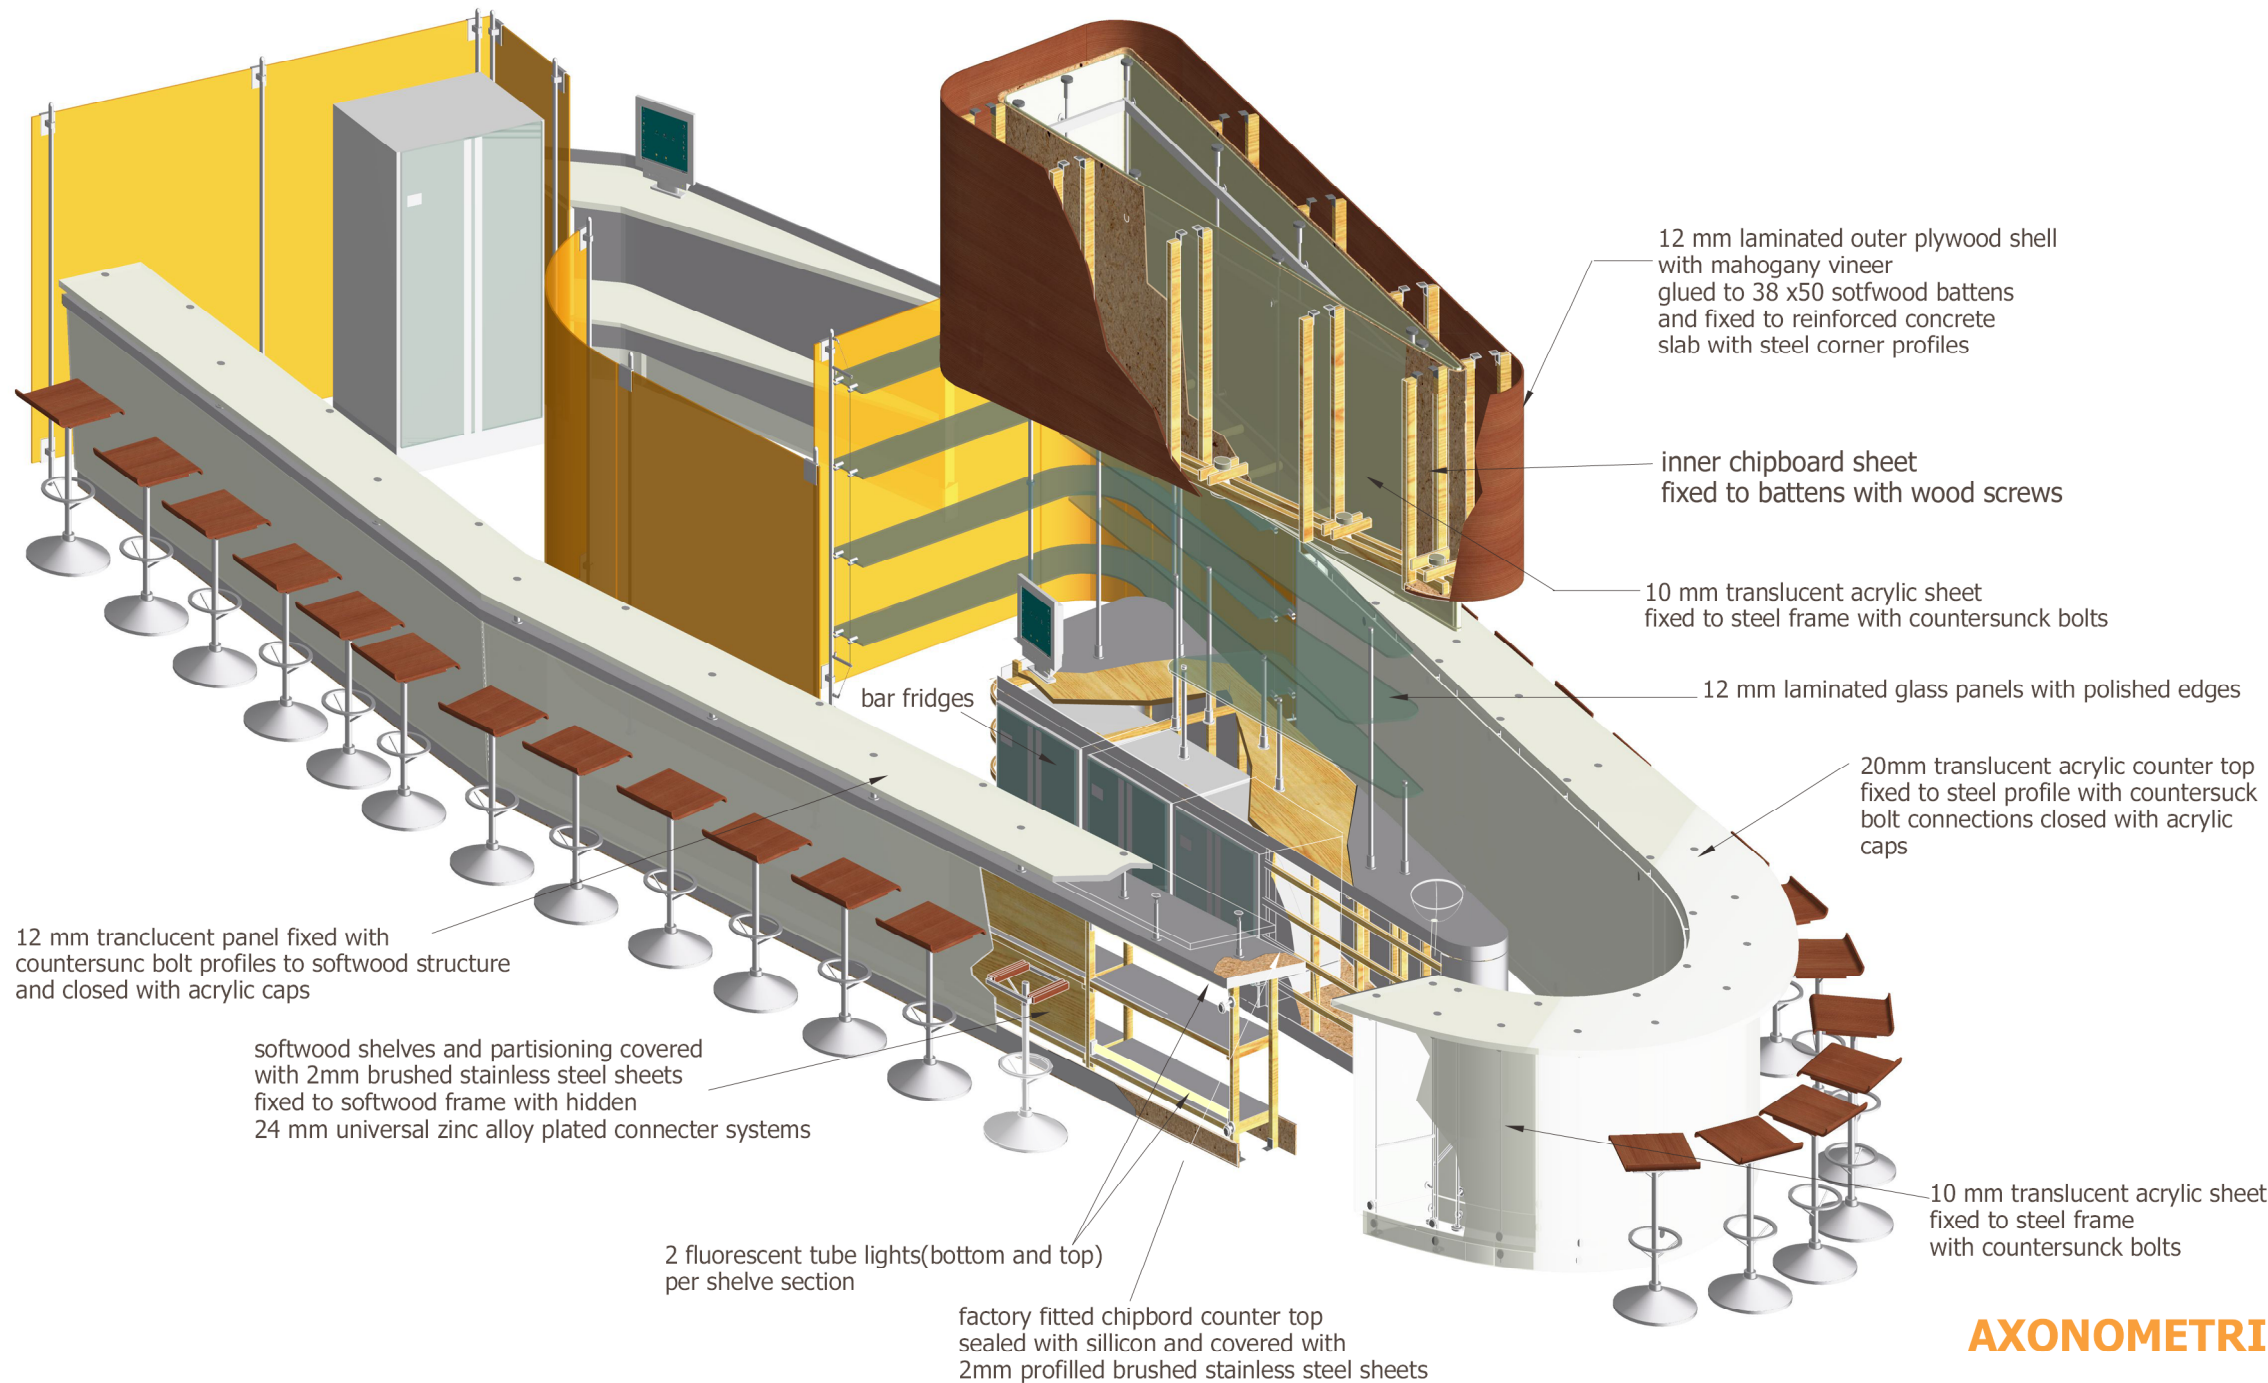 12 mm laminated outer plywood shell
with mahogany vineer
glued to 38 x50 sotfwood battens
and fixed to reinforced concrete
slab with steel corner profiles
inner chipboard sheet
fixed to battens with wood screws
10 mm translucent acrylic sheet
fixed to steel frame with countersunck bolts
bar fridges
12 mm laminated glass panels with polished edges
20mm translucent acrylic counter top
fixed to steel profile with countersuck
bolt connections closed with acrylic
caps
12 mm tranclucent panel fixed with
countersunc bolt profiles to softwood structure
and closed with acrylic caps
softwood shelves and partisioning covered
with 2mm brushed stainless steel sheets
fixed to softwood frame with hidden
24 mm universal zinc alloy plated connecter systems
10 mm translucent acrylic sheet
fixed to steel frame
with countersunck bolts
2 fluorescent tube lights(bottom and top)
per shelve section
factory fitted chipbord counter top
sealed with sillicon and covered with
2mm profilled brushed stainless steel sheets
AXONOMETRI